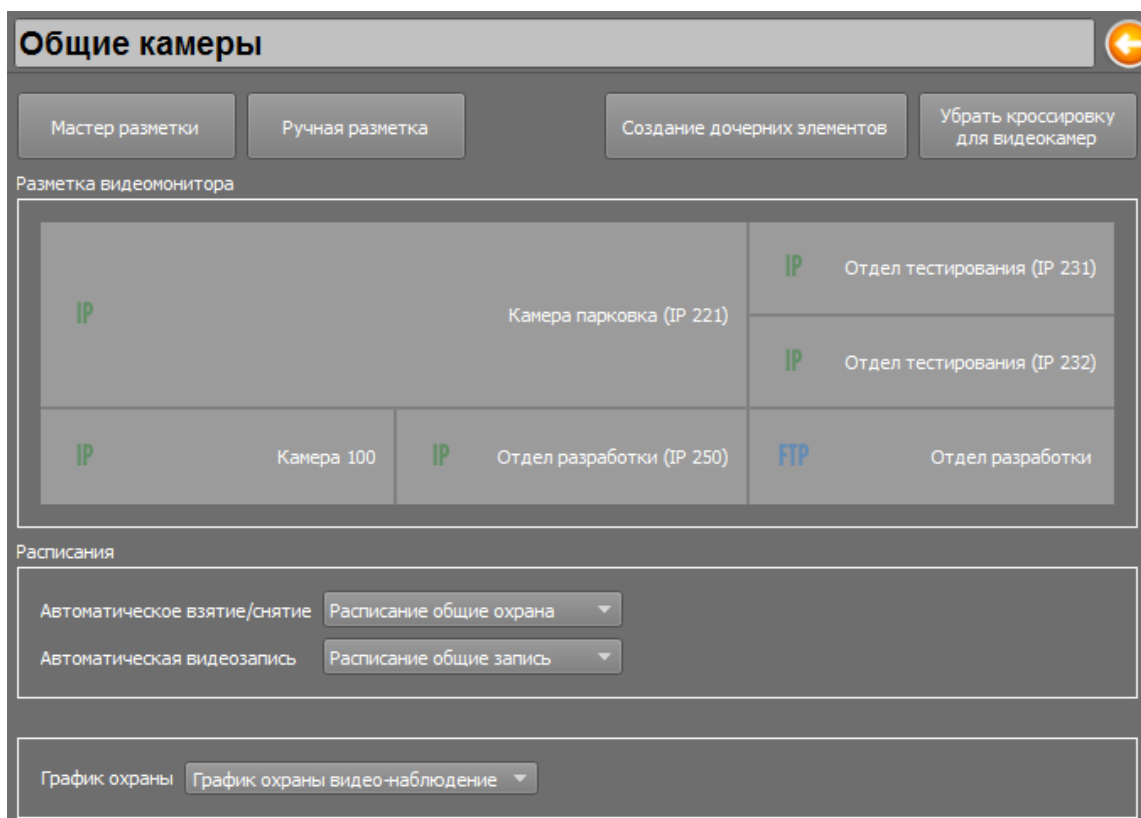 Общие камеры
Мастер разметки
Ручная разметка
Создание дочерних элементов
Убрать кроссировку
для видеокамер
Разметка видеомонитора
IP Камера парковка (IP 221)
IP Отдел тестирования (IP 231)
IP Отдел тестирования (IP 232)
IP Камера 100
IP Отдел разработки (IP 250)
FTP Отдел разработки
Расписания
Автоматическое взятие/снятие Расписание общие охрана
Автоматическая видеозапись Расписание общие запись
График охраны График охраны видео-наблюдение